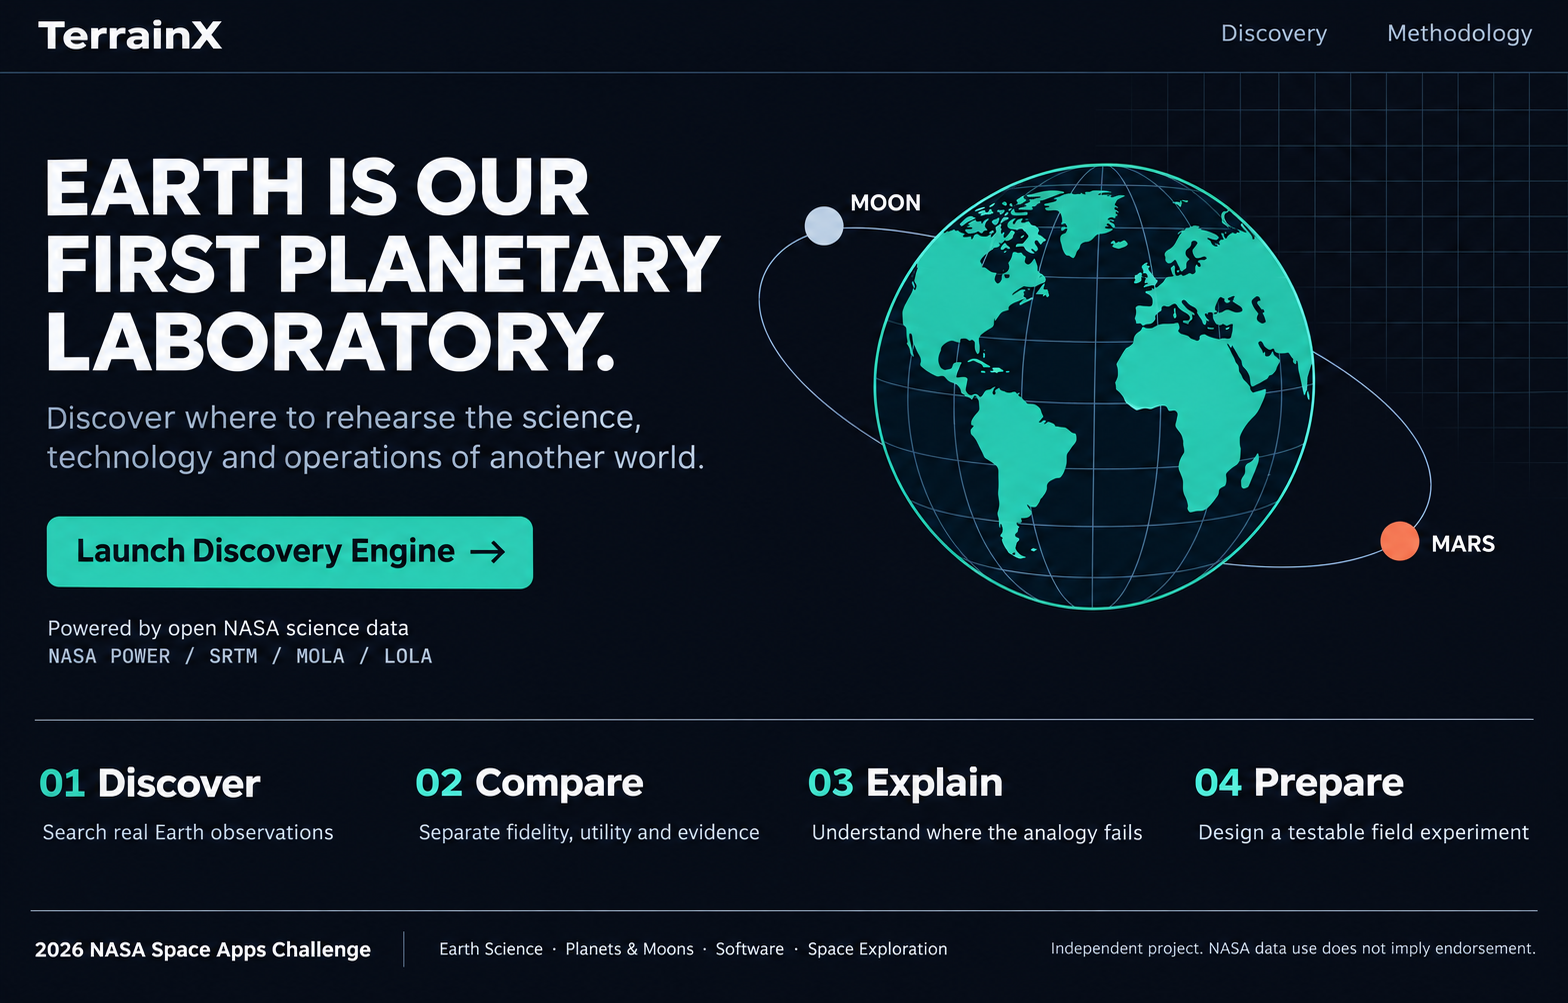 TerrainX
Discovery
Methodology
EARTH IS OUR
FIRST PLANETARY
LABORATORY.
Discover where to rehearse the science,
technology and operations of another world.
Launch Discovery Engine →
Powered by open NASA science data
NASA POWER / SRTM / MOLA / LOLA
MOON
MARS
01 Discover
Search real Earth observations
02 Compare
Separate fidelity, utility and evidence
03 Explain
Understand where the analogy fails
04 Prepare
Design a testable field experiment
2026 NASA Space Apps Challenge
Earth Science · Planets & Moons · Software · Space Exploration
Independent project. NASA data use does not imply endorsement.